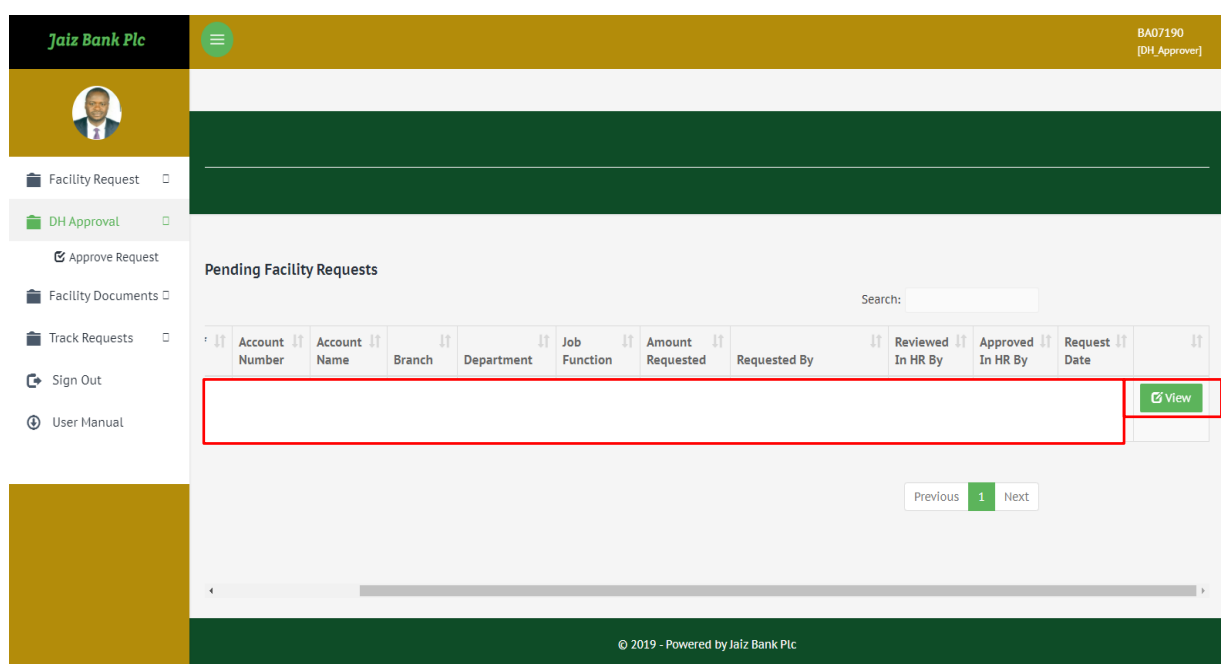 Jaiz Bank Plc
BA07190
[DH_Approver]
Facility Request
DH Approval
Approve Request
Facility Documents
Track Requests
Sign Out
User Manual
Pending Facility Requests
Search:
Account Number
Account Name
Branch
Department
Job Function
Amount Requested
Requested By
Reviewed In HR By
Approved In HR By
Request Date
View
Previous 1 Next
© 2019 - Powered by Jaiz Bank Plc